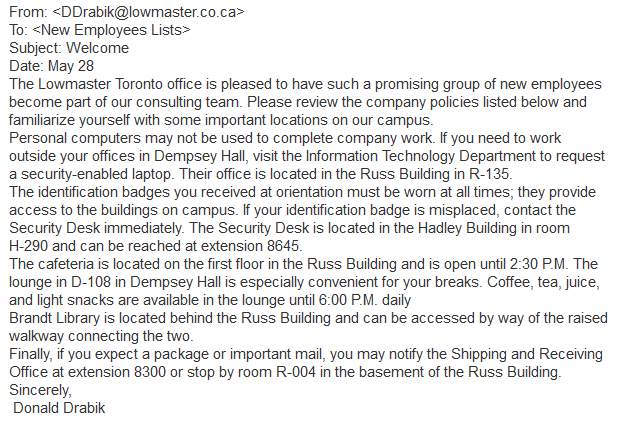 From: <DDrabik@lowmaster.co.ca>
To: <New Employees Lists>
Subject: Welcome
Date: May 28
The Lowmaster Toronto office is pleased to have such a promising group of new employees
become part of our consulting team. Please review the company policies listed below and
familiarize yourself with some important locations on our campus.
Personal computers may not be used to complete company work. If you need to work
outside your offices in Dempsey Hall, visit the Information Technology Department to request
a security-enabled laptop. Their office is located in the Russ Building in R-135.
The identification badges you received at orientation must be worn at all times; they provide
access to the buildings on campus. If your identification badge is misplaced, contact the
Security Desk immediately. The Security Desk is located in the Hadley Building in room
H-290 and can be reached at extension 8645.
The cafeteria is located on the first floor in the Russ Building and is open until 2:30 P.M. The
lounge in D-108 in Dempsey Hall is especially convenient for your breaks. Coffee, tea, juice,
and light snacks are available in the lounge until 6:00 P.M. daily
Brandt Library is located behind the Russ Building and can be accessed by way of the raised
walkway connecting the two.
Finally, if you expect a package or important mail, you may notify the Shipping and Receiving
Office at extension 8300 or stop by room R-004 in the basement of the Russ Building.
Sincerely,
Donald Drabik